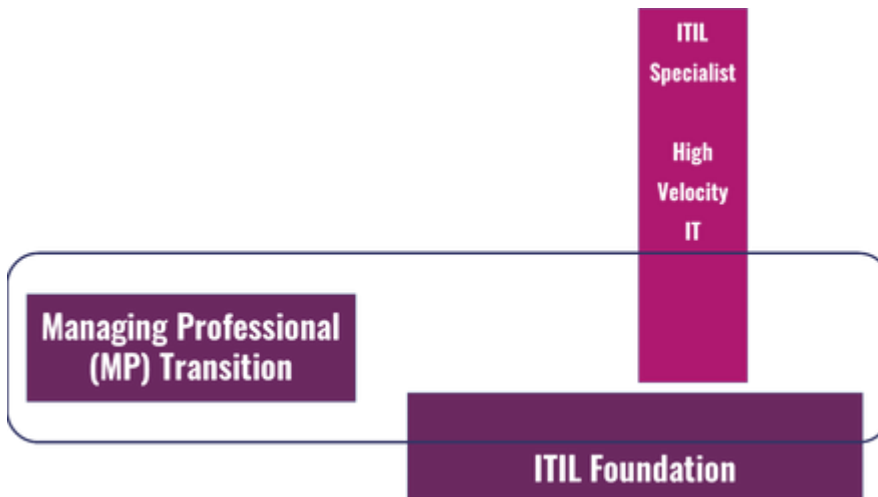 ITIL
Specialist
High
Velocity
IT
Managing Professional
(MP) Transition
ITIL Foundation